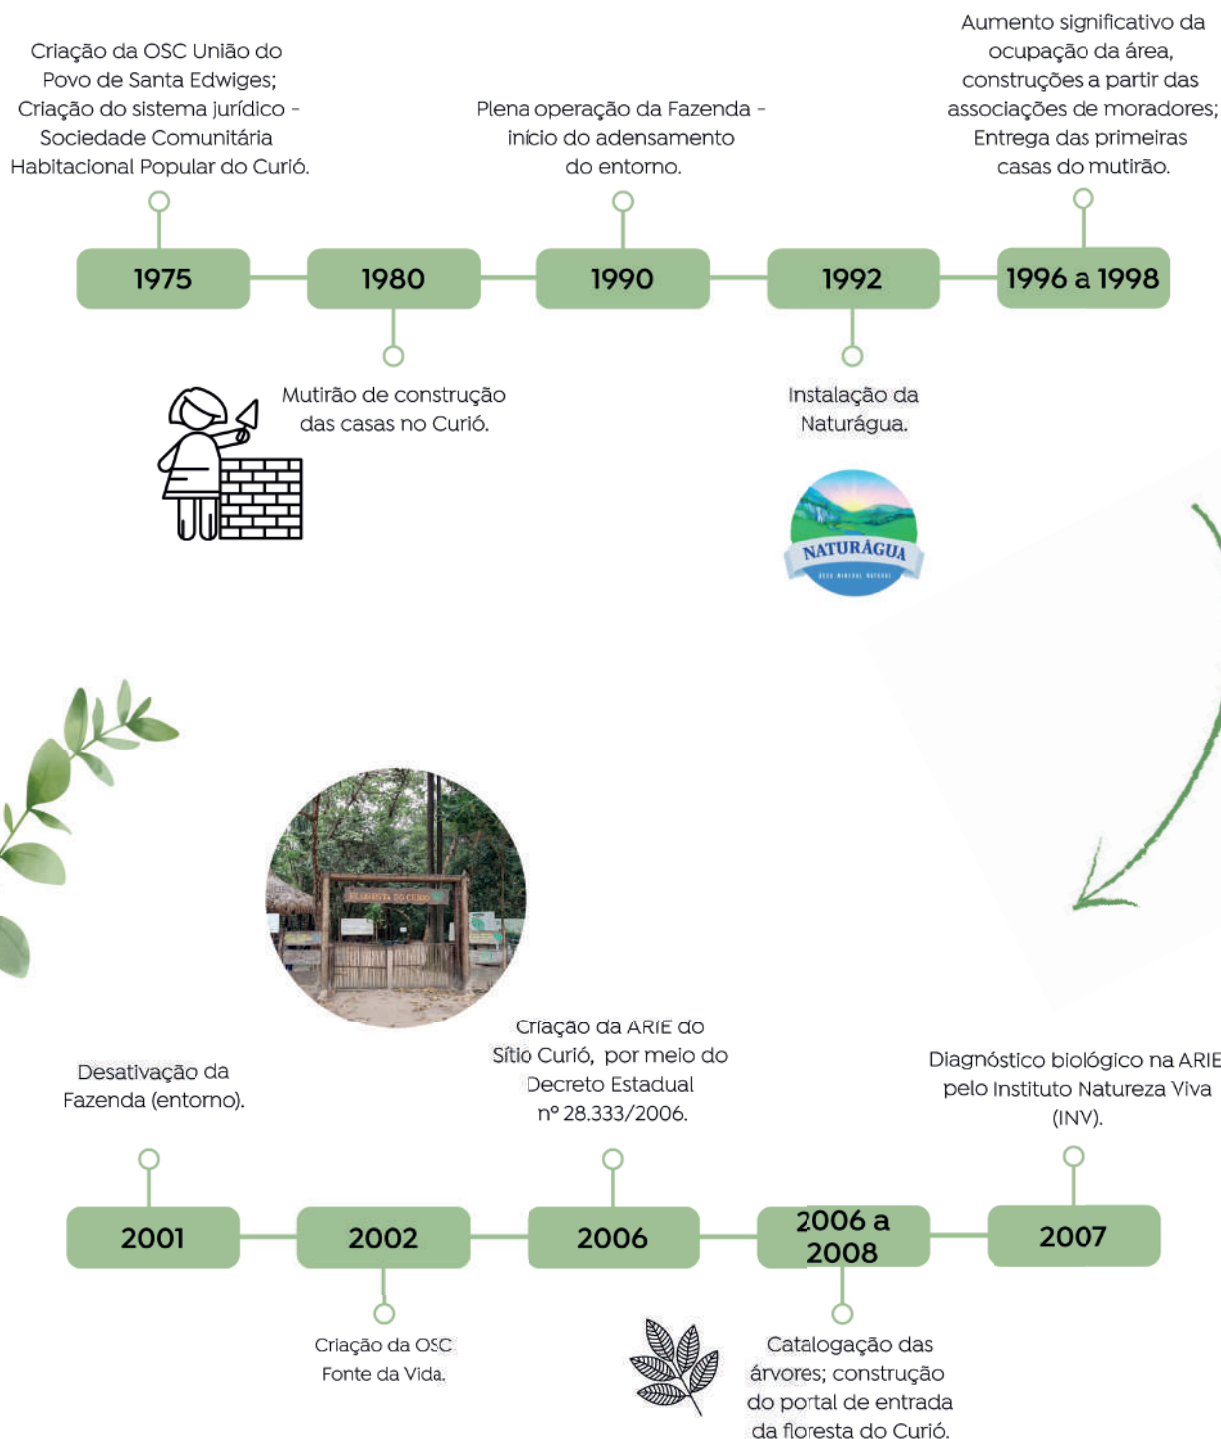 Criação da OSC União do
Povo de Santa Edwiges;
Criação do sistema jurídico -
Sociedade Comunitária
Habitacional Popular do Curió.
Plena operação da Fazenda -
início do adensamento
do entorno.
Aumento significativo da
ocupação da área,
construções a partir das
associações de moradores;
Entrega das primeiras
casas do mutirão.
1975
1980
1990
1992
1996 a 1998
Mutirão de construção
das casas no Curió.
Instalação da
Naturágua.
NATURÁGUA
ÁGUA MINERAL NATURAL
FLORESTA DO CURIÓ
Desativação da
Fazenda (entorno).
Criação da ARIE do
Sítio Curió, por meio do
Decreto Estadual
nº 28.333/2006.
Diagnóstico biológico na ARIE
pelo Instituto Natureza Viva
(INV).
2001
2002
2006
2006 a
2008
2007
Criação da OSC
Fonte da Vida.
Catalogação das
árvores; construção
do portal de entrada
da floresta do Curió.